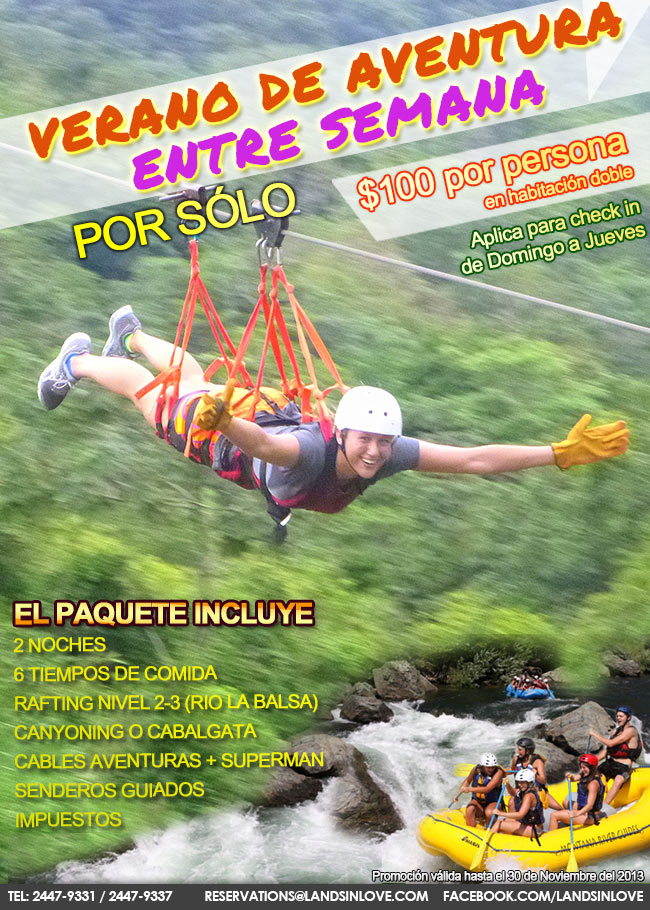 VERANO DE AVENTURA
ENTRE SEMANA
POR SÓLO
$100 por persona
en habitación doble
Aplica para check in
de Domingo a Jueves
EL PAQUETE INCLUYE
2 NOCHES
6 TIEMPOS DE COMIDA
RAFTING NIVEL 2-3 (RIO LA BALSA)
CANYONING O CABALGATA
CABLES AVENTURAS + SUPERMAN
SENDEROS GUIADOS
IMPUESTOS
Promoción válida hasta el 30 de Noviembre del 2013
TEL: 2447-9331 / 2447-9337 RESERVATIONS@LANDSINLOVE.COM FACEBOOK.COM/LANDSINLOVE